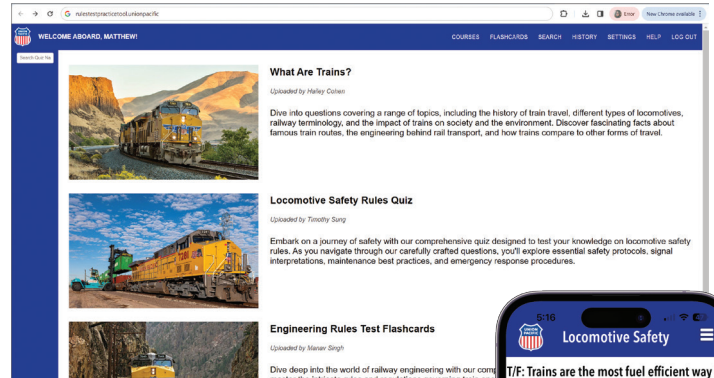 rulestestpracticetool.unionpacific
Error
New Chrome available
WELCOME ABOARD, MATTHEW!
COURSES FLASHCARDS SEARCH HISTORY SETTINGS HELP LOG OUT
Search Quiz Na
What Are Trains?
Uploaded by Hailey Cohen
Dive into questions covering a range of topics, including the history of train travel, different types of locomotives,
railway terminology, and the impact of trains on society and the environment. Discover fascinating facts about
famous train routes, the engineering behind rail transport, and how trains compare to other forms of travel.
Locomotive Safety Rules Quiz
Uploaded by Timothy Sung
Embark on a journey of safety with our comprehensive quiz designed to test your knowledge on locomotive safety
rules. As you navigate through our carefully crafted questions, you'll explore essential safety protocols, signal
interpretations, maintenance best practices, and emergency response procedures.
Engineering Rules Test Flashcards
Uploaded by Manav Singh
Dive deep into the world of railway engineering with our comp
5:16
UNION
PACIFIC
Locomotive Safety
T/F: Trains are the most fuel efficient way